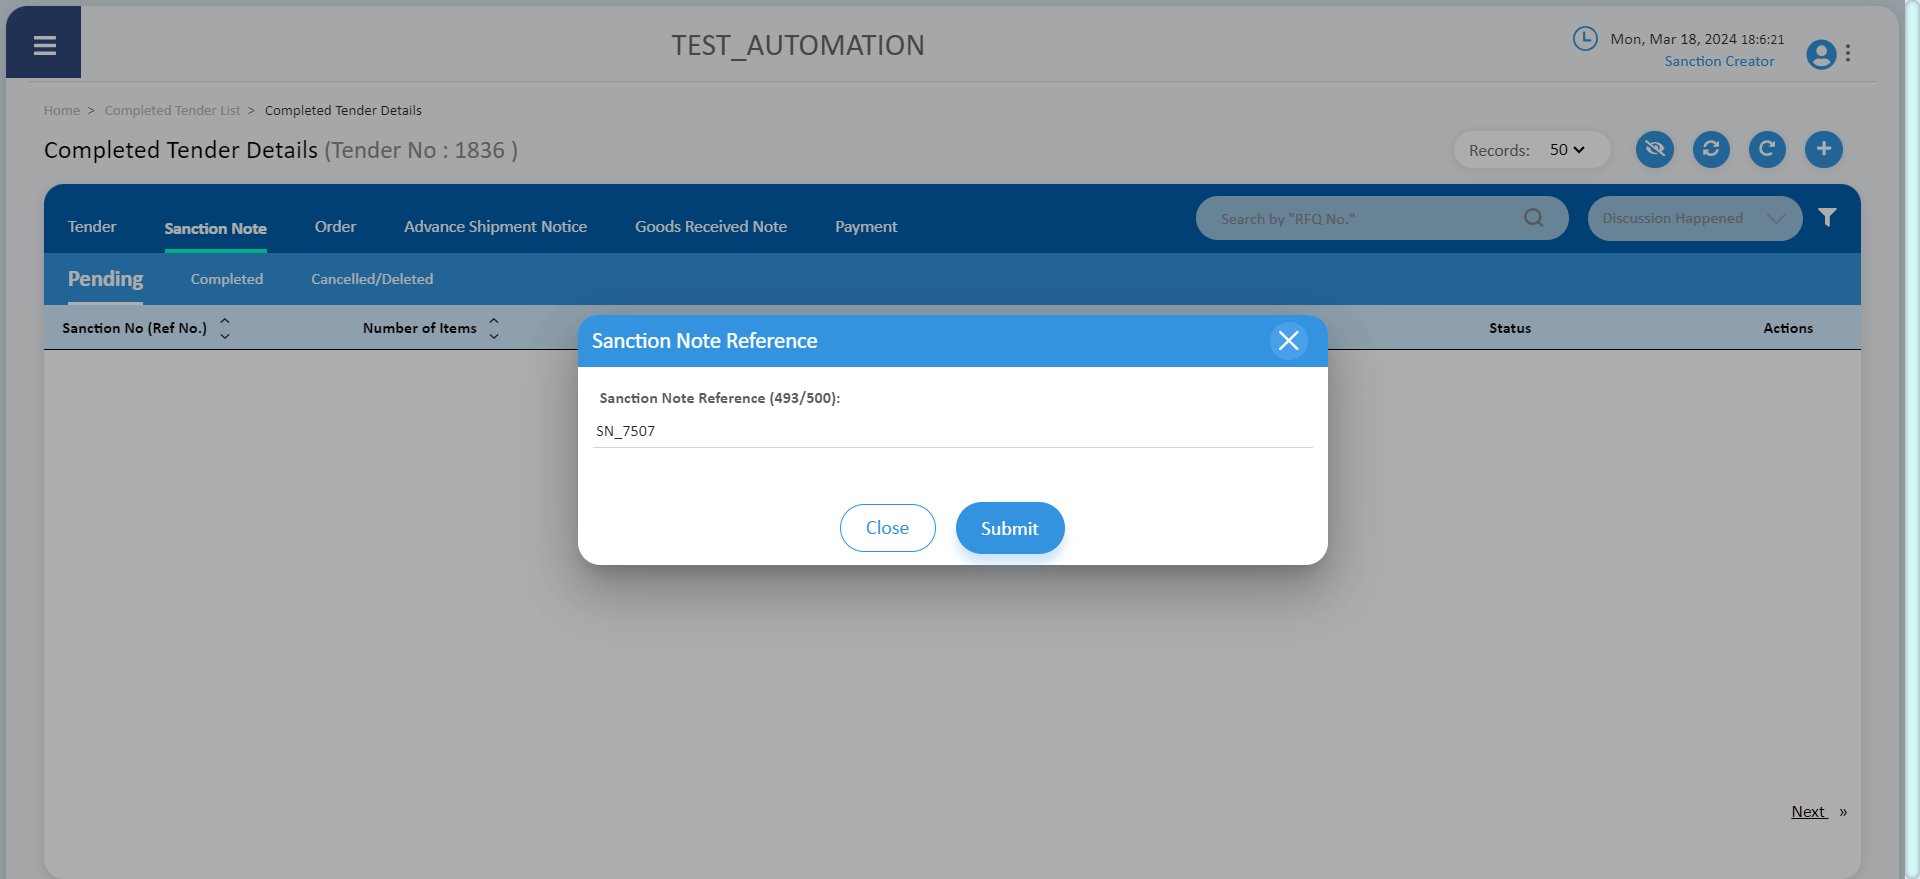 TEST_AUTOMATION
Mon, Mar 18, 2024 18:6:21
Sanction Creator
Home > Completed Tender List > Completed Tender Details
Completed Tender Details (Tender No : 1836 )
Records: 50
Tender Sanction Note Order Advance Shipment Notice Goods Received Note Payment
Search by "RFQ No." Discussion Happened
Pending Completed Cancelled/Deleted
Sanction No (Ref No.) Number of Items Status Actions
Sanction Note Reference
Sanction Note Reference (493/500):
SN_7507
Close Submit
Next »